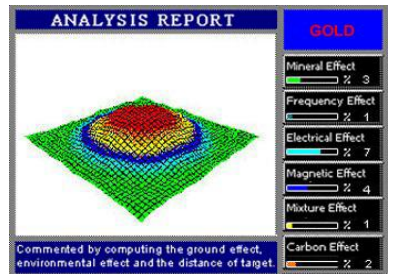 ANALYSIS REPORT
GOLD
Mineral Effect
% 3
Frequency Effect
% 1
Electrical Effect
% 7
Magnetic Effect
% 4
Mixture Effect
% 1
Carbon Effect
% 2
Commented by computing the ground effect,
environmental effect and the distance of target.